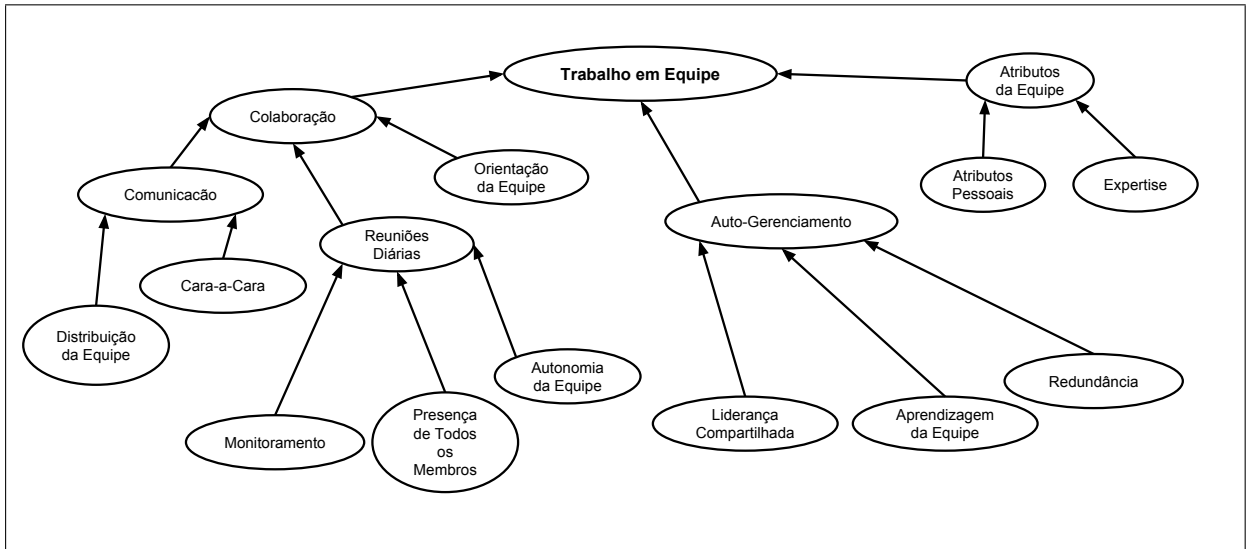 Trabalho em Equipe
Atributos
da Equipe
Colaboração
Orientação
da Equipe
Atributos
Pessoais
Expertise
Comunicacão
Auto-Gerenciamento
Reuniões
Diárias
Cara-a-Cara
Distribuição
da Equipe
Autonomia
da Equipe
Redundância
Monitoramento
Presença
de Todos
os
Membros
Liderança
Compartilhada
Aprendizagem
da Equipe